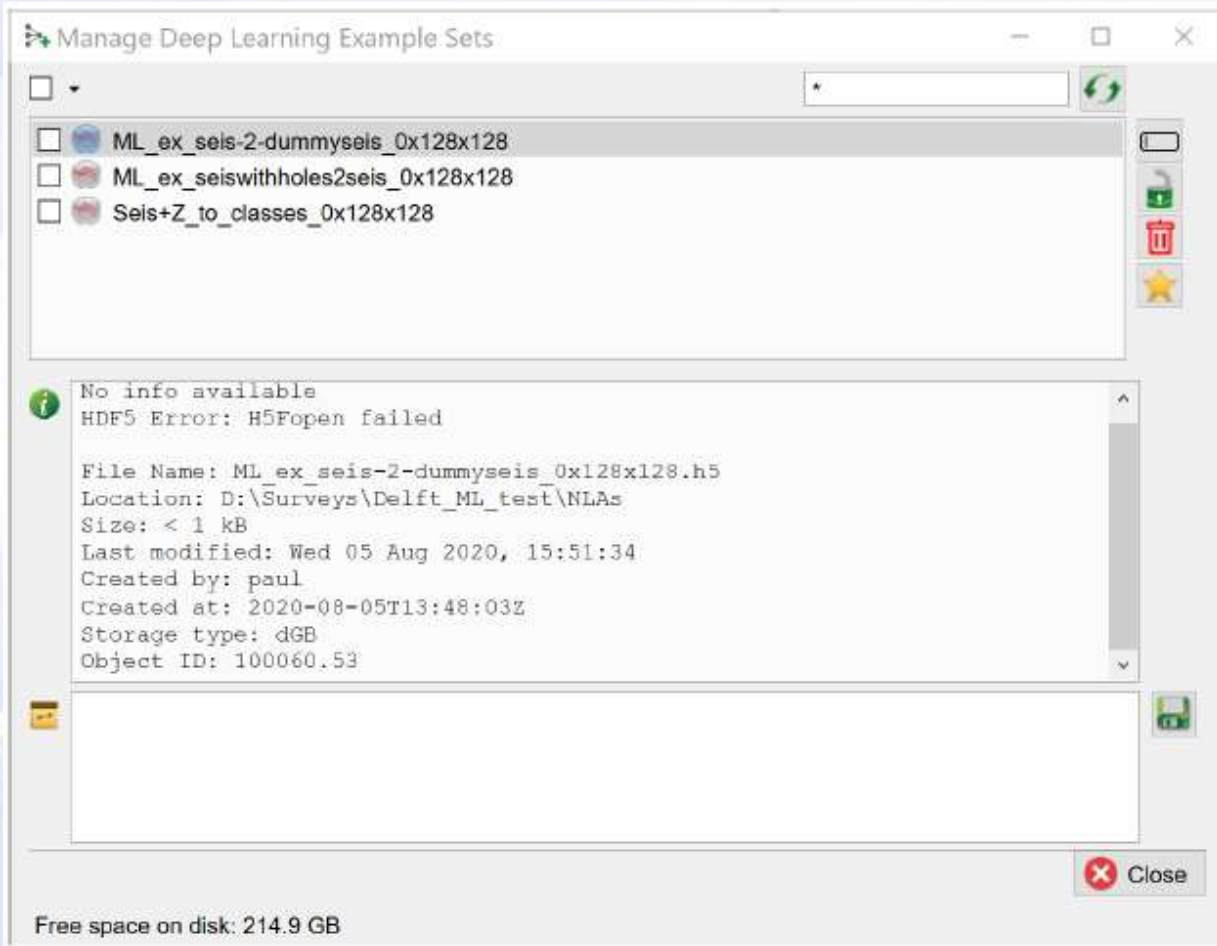 Manage Deep Learning Example Sets
*
ML_ex_seis-2-dummyseis_0x128x128
ML_ex_seiswithholes2seis_0x128x128
Seis+Z_to_classes_0x128x128
No info available
HDF5 Error: H5Fopen failed
File Name: ML_ex_seis-2-dummyseis_0x128x128.h5
Location: D:\Surveys\Delft_ML_test\NLAs
Size: < 1 kB
Last modified: Wed 05 Aug 2020, 15:51:34
Created by: paul
Created at: 2020-08-05T13:48:03Z
Storage type: dGB
Object ID: 100060.53
Close
Free space on disk: 214.9 GB